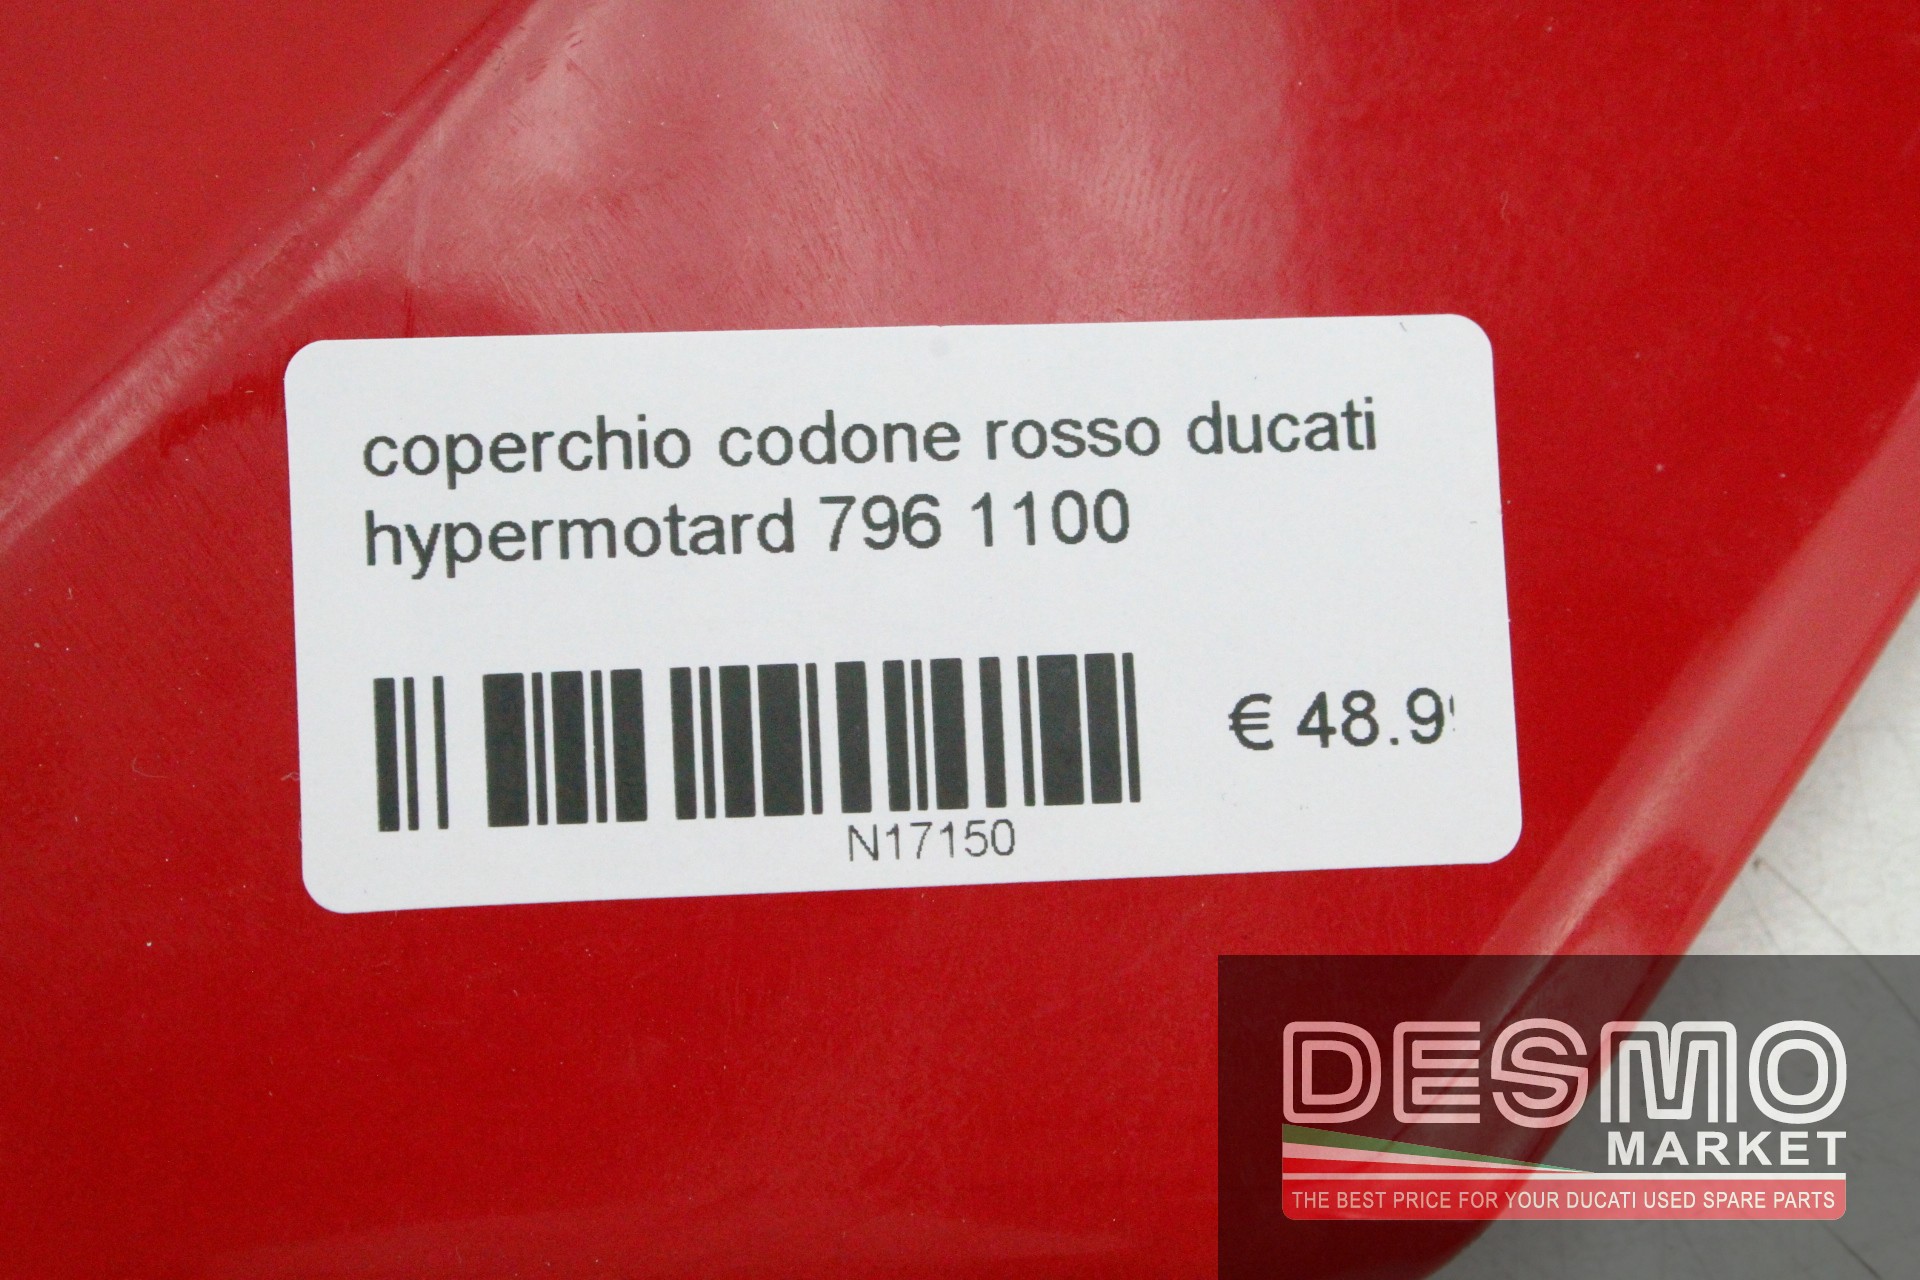 coperchio codone rosso ducati
hypermotard 796 1100
€ 48.9
N17150
DESMO
MARKET
THE BEST PRICE FOR YOUR DUCATI USED SPARE PARTS